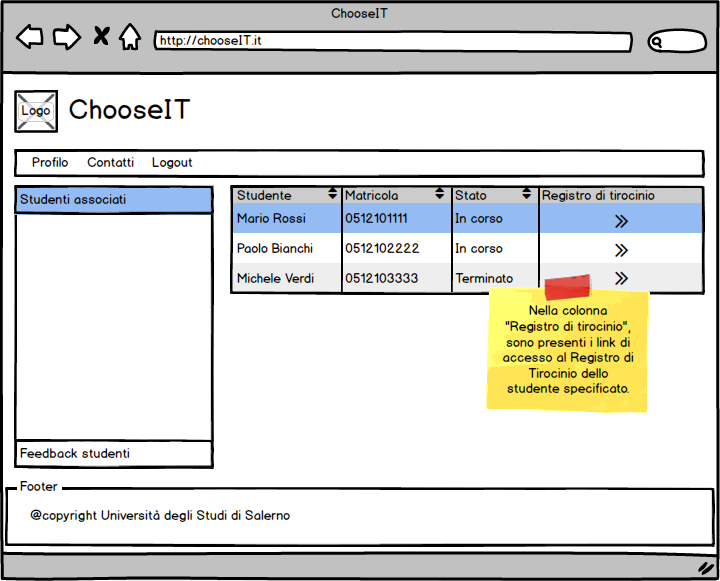 ChooseIT
http://chooseIT.it
Logo
ChooseIT
Profilo Contatti Logout
Studenti associati
Studente Matricola Stato Registro di tirocinio
Mario Rossi 0512101111 In corso
Paolo Bianchi 0512102222 In corso
Michele Verdi 0512103333 Terminato
Nella colonna
"Registro di tirocinio",
sono presenti i link di
accesso al Registro di
Tirocinio dello
studente specificato.
Feedback studenti
Footer
@copyright Università degli Studi di Salerno